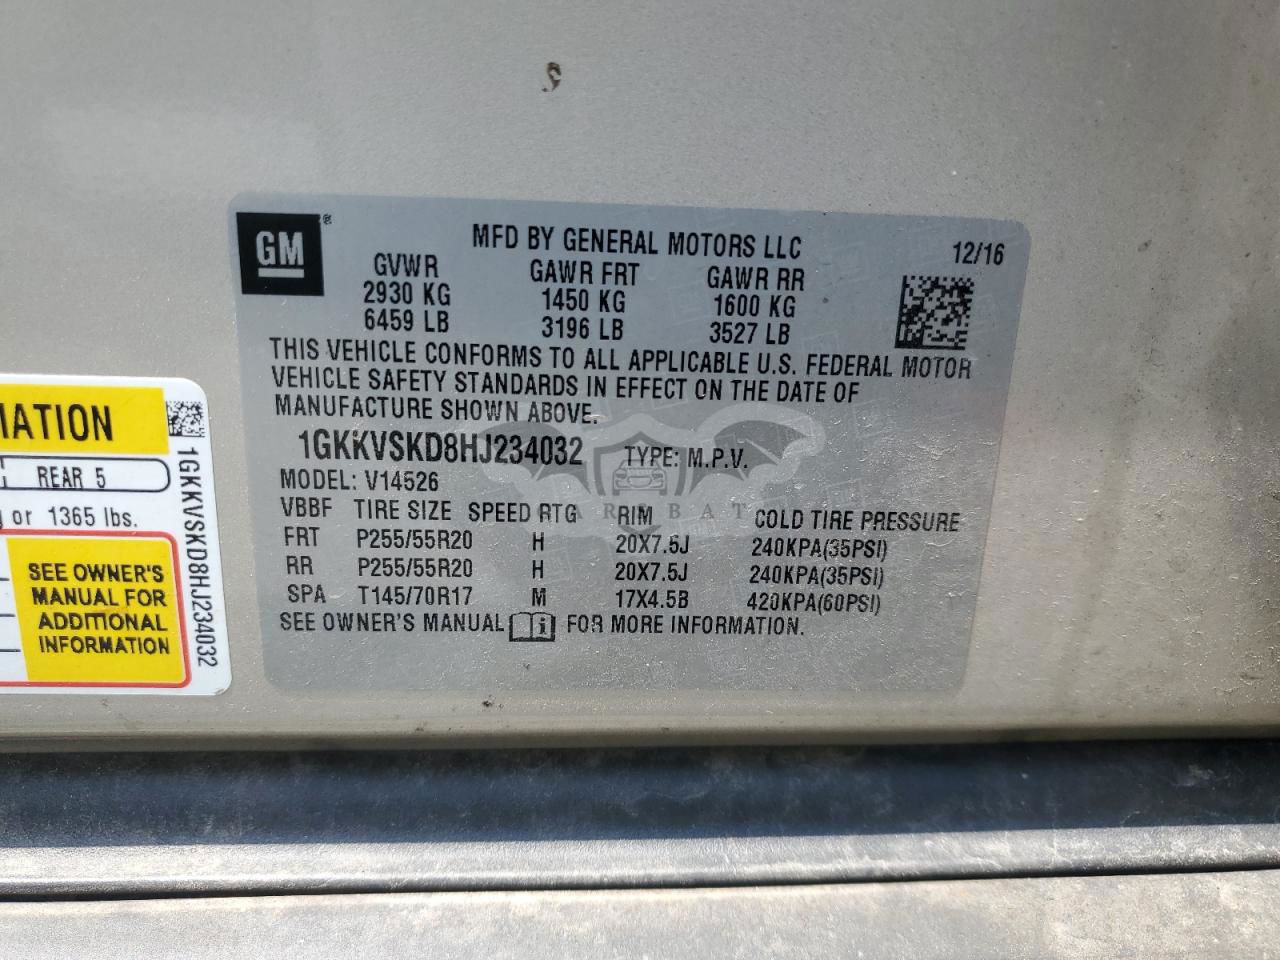 GM ®
MFD BY GENERAL MOTORS LLC 12/16
GVWR GAWR FRT GAWR RR
2930 KG 1450 KG 1600 KG
6459 LB 3196 LB 3527 LB
THIS VEHICLE CONFORMS TO ALL APPLICABLE U.S. FEDERAL MOTOR
VEHICLE SAFETY STANDARDS IN EFFECT ON THE DATE OF
MANUFACTURE SHOWN ABOVE.
1GKKVSKD8HJ234032 TYPE: M.P.V.
MODEL: V14526
VBBF TIRE SIZE SPEED RTG RIM COLD TIRE PRESSURE
FRT P255/55R20 H 20X7.5J 240KPA(35PSI)
RR P255/55R20 H 20X7.5J 240KPA(35PSI)
SPA T145/70R17 M 17X4.5B 420KPA(60PSI)
SEE OWNER'S MANUAL i FOR MORE INFORMATION.
CARBAT
MATION
REAR 5
or 1365 lbs.
SEE OWNER'S
MANUAL FOR
ADDITIONAL
INFORMATION
1GKKVSKD8HJ234032